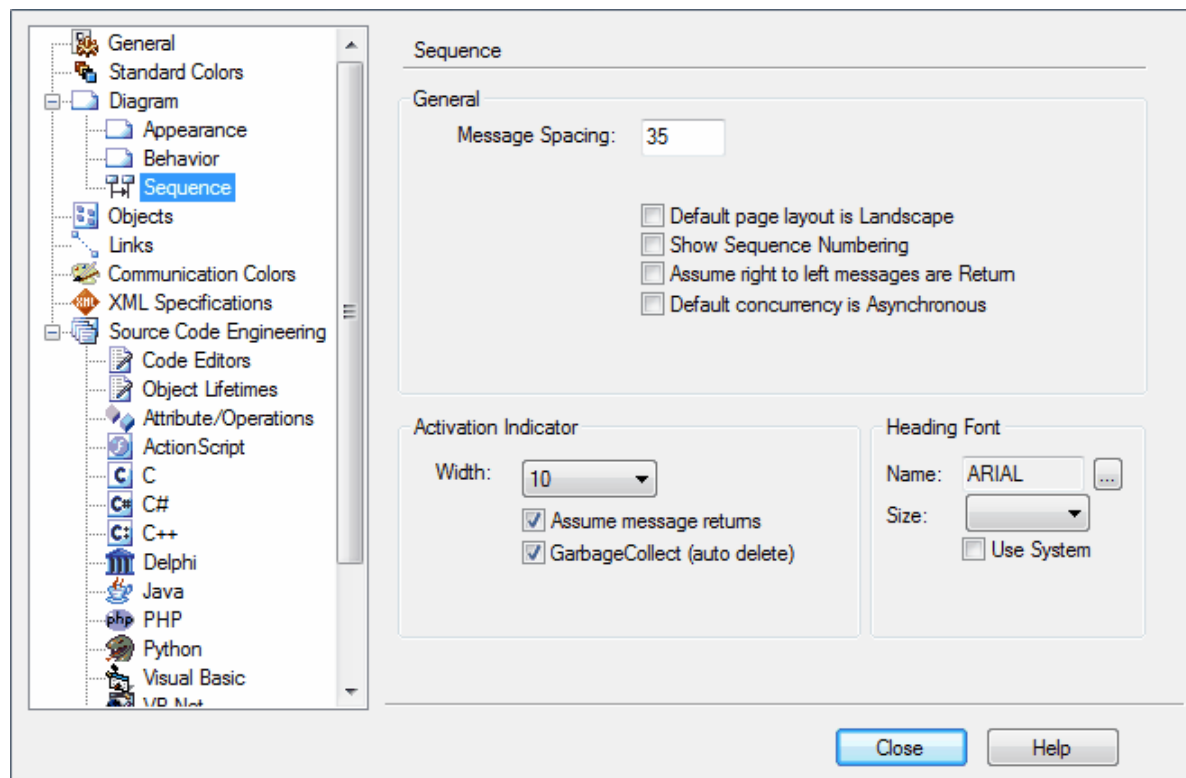 General
Standard Colors
Diagram
Appearance
Behavior
Sequence
Objects
Links
Communication Colors
XML Specifications
Source Code Engineering
Code Editors
Object Lifetimes
Attribute/Operations
ActionScript
C
C#
C++
Delphi
Java
PHP
Python
Visual Basic
VB.Net
Sequence
General
Message Spacing: 35
Default page layout is Landscape
Show Sequence Numbering
Assume right to left messages are Return
Default concurrency is Asynchronous
Activation Indicator
Width: 10
Assume message returns
GarbageCollect (auto delete)
Heading Font
Name: ARIAL ...
Size:
Use System
Close Help